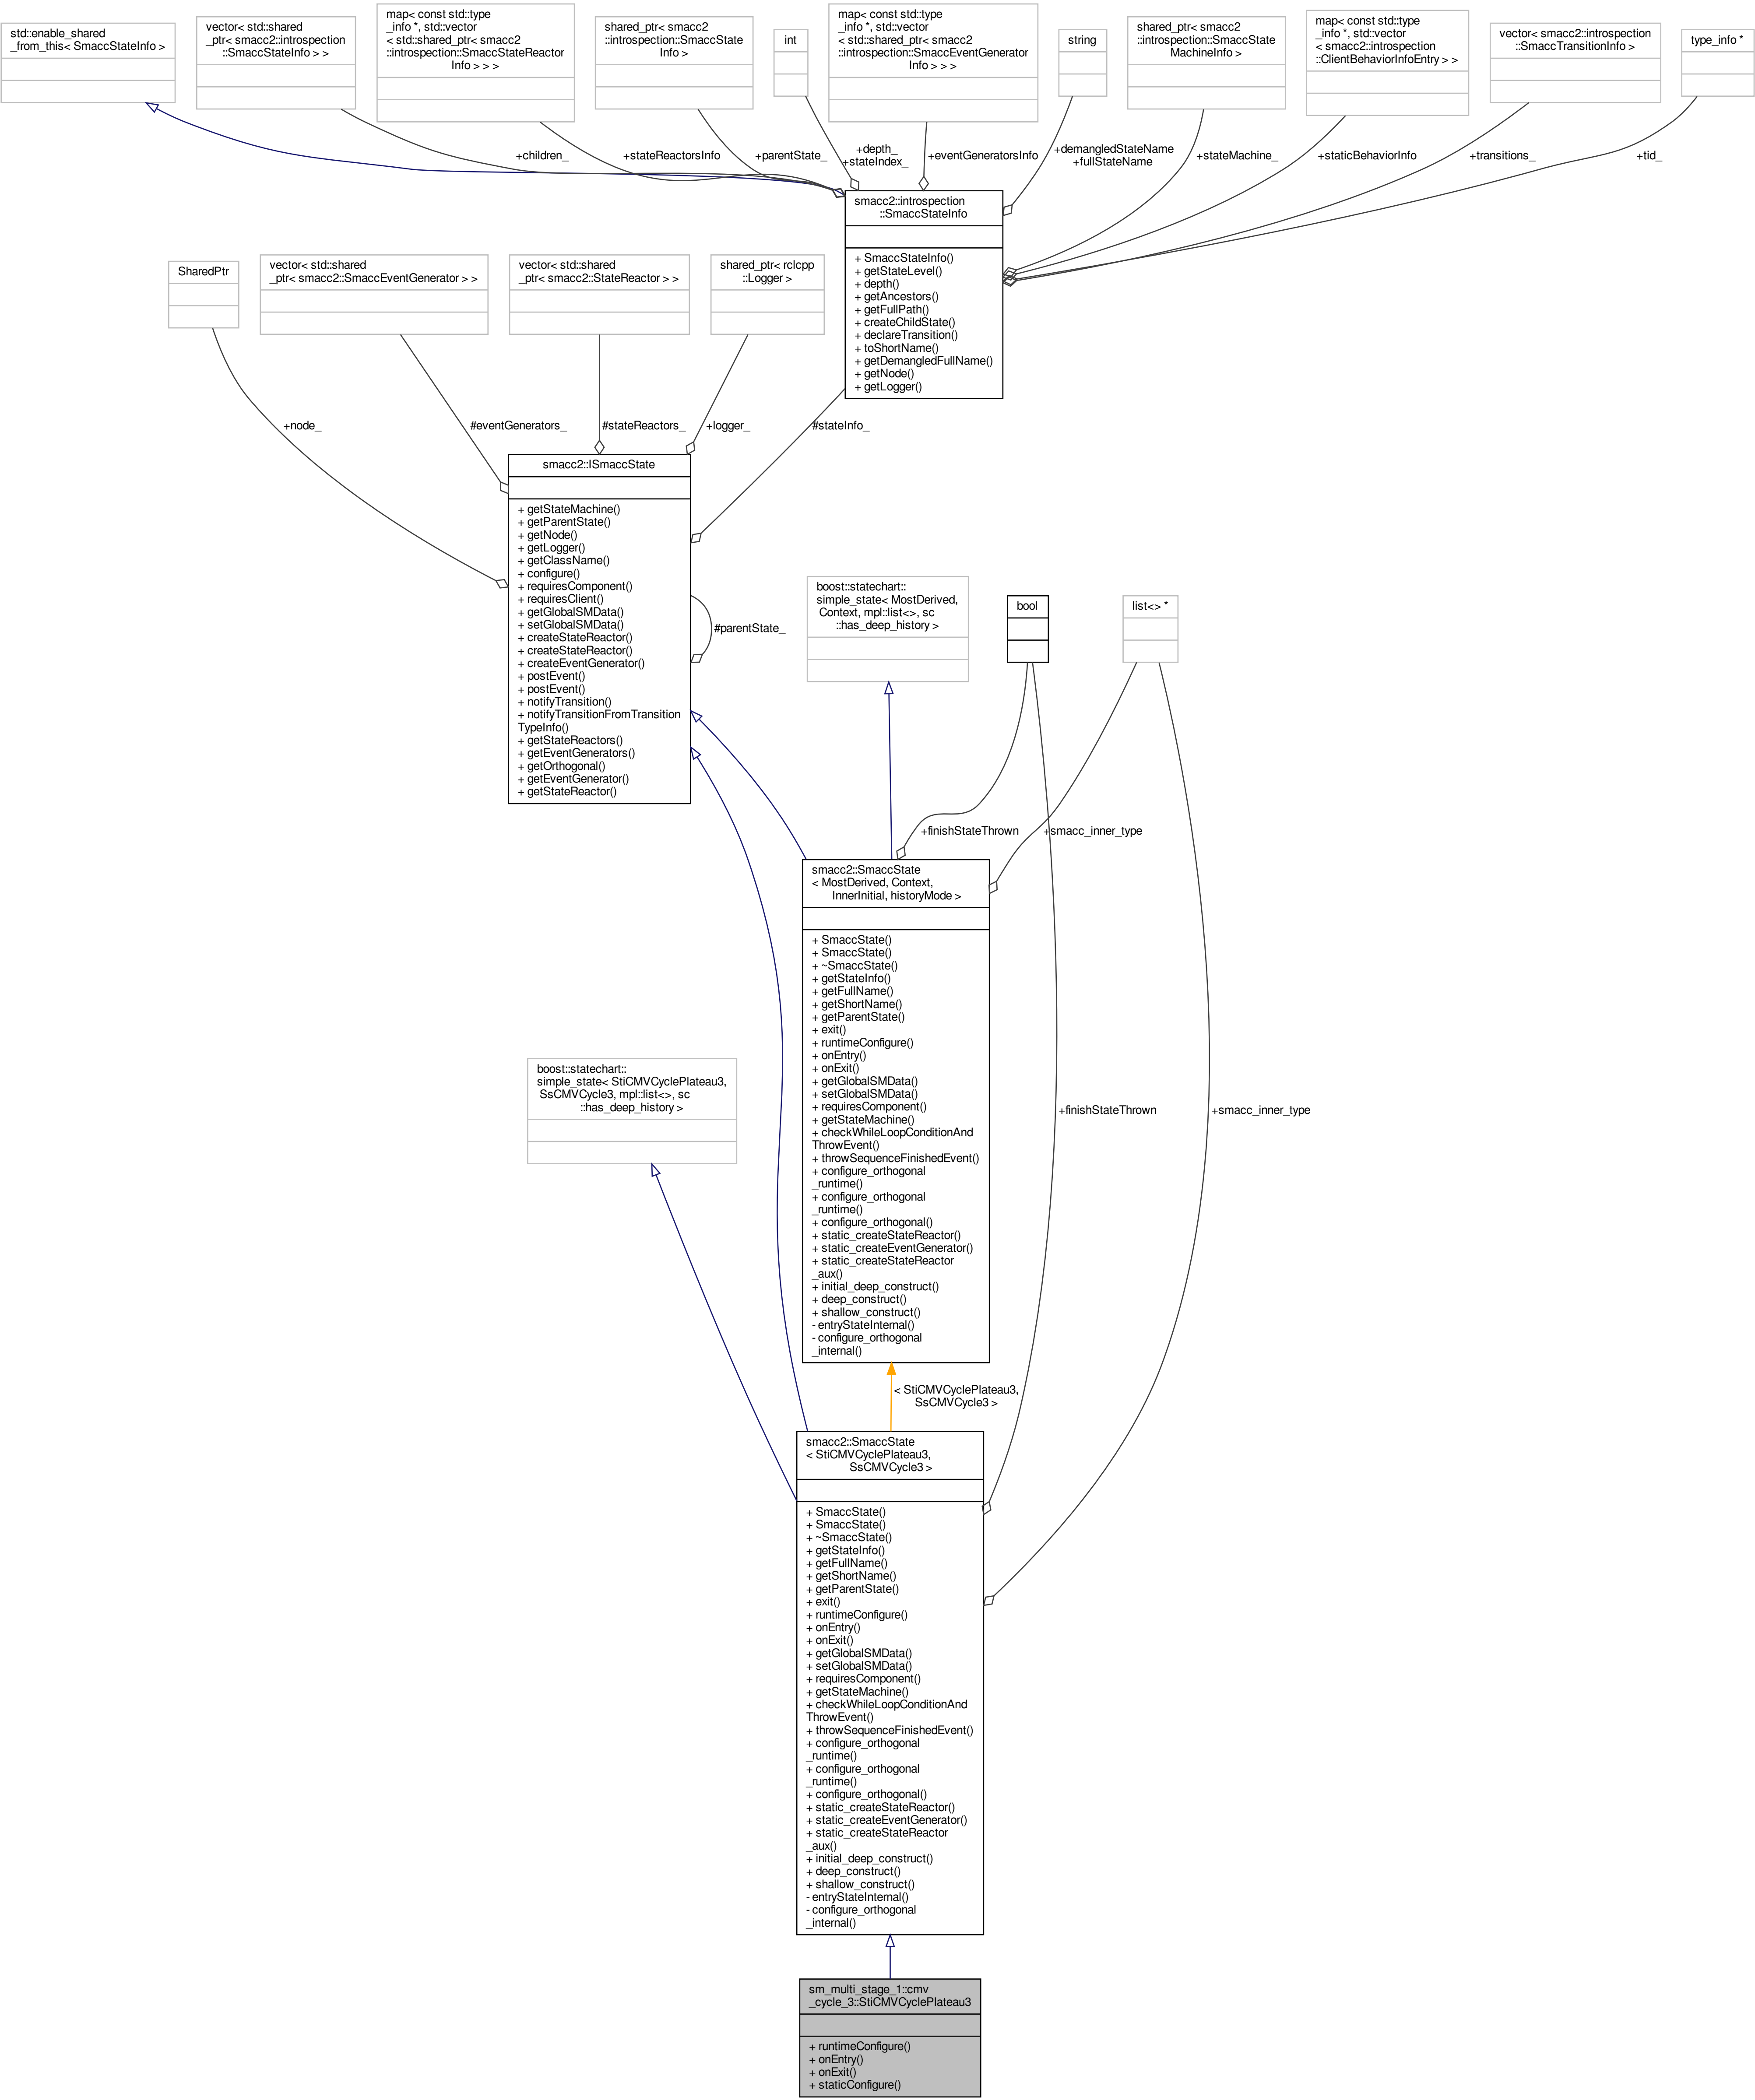 std::enable_shared
_from_this< SmaccStateInfo >
vector< std::shared
_ptr< smacc2::introspection
::SmaccStateInfo > >
map< const std::type
_info *, std::vector
< std::shared_ptr< smacc2
::introspection::SmaccStateReactor
Info > > >
shared_ptr< smacc2
::introspection::SmaccState
Info >
int
map< const std::type
_info *, std::vector
< std::shared_ptr< smacc2
::introspection::SmaccEventGenerator
Info > > >
string
shared_ptr< smacc2
::introspection::SmaccState
MachineInfo >
map< const std::type
_info *, std::vector
< smacc2::introspection
::ClientBehaviorInfoEntry > >
vector< smacc2::introspection
::SmaccTransitionInfo >
type_info *
+children_
+stateReactorsInfo
+parentState_
+depth_
+stateIndex_
+eventGeneratorsInfo
+demangledStateName
+fullStateName
+stateMachine_
+staticBehaviorInfo
+transitions_
+tid_
smacc2::introspection
::SmaccStateInfo
+ SmaccStateInfo()
+ getStateLevel()
+ depth()
+ getAncestors()
+ getFullPath()
+ createChildState()
+ declareTransition()
+ toShortName()
+ getDemangledFullName()
+ getNode()
+ getLogger()
SharedPtr
vector< std::shared
_ptr< smacc2::SmaccEventGenerator > >
vector< std::shared
_ptr< smacc2::StateReactor > >
shared_ptr< rclcpp
::Logger >
+node_
#eventGenerators_
#stateReactors_
+logger_
#stateInfo_
smacc2::ISmaccState
+ getStateMachine()
+ getParentState()
+ getNode()
+ getLogger()
+ getClassName()
+ configure()
+ requiresComponent()
+ requiresClient()
+ getGlobalSMData()
+ setGlobalSMData()
+ createStateReactor()
+ createStateReactor()
+ createEventGenerator()
+ postEvent()
+ postEvent()
+ notifyTransition()
+ notifyTransitionFromTransition
TypeInfo()
+ getStateReactors()
+ getEventGenerators()
+ getOrthogonal()
+ getEventGenerator()
+ getStateReactor()
#parentState_
boost::statechart::
simple_state< MostDerived,
Context, mpl::list<>, sc
::has_deep_history >
bool
list<> *
+finishStateThrown
+smacc_inner_type
smacc2::SmaccState
< MostDerived, Context,
InnerInitial, historyMode >
+ SmaccState()
+ SmaccState()
+ ~SmaccState()
+ getStateInfo()
+ getFullName()
+ getShortName()
+ getParentState()
+ exit()
+ runtimeConfigure()
+ onEntry()
+ onExit()
+ getGlobalSMData()
+ setGlobalSMData()
+ requiresComponent()
+ getStateMachine()
+ checkWhileLoopConditionAnd
ThrowEvent()
+ throwSequenceFinishedEvent()
+ configure_orthogonal
_runtime()
+ configure_orthogonal
_runtime()
+ configure_orthogonal()
+ static_createStateReactor()
+ static_createEventGenerator()
+ static_createStateReactor
_aux()
+ initial_deep_construct()
+ deep_construct()
+ shallow_construct()
- entryStateInternal()
- configure_orthogonal
_internal()
boost::statechart::
simple_state< StiCMVCyclePlateau3,
SsCMVCycle3, mpl::list<>, sc
::has_deep_history >
+finishStateThrown
+smacc_inner_type
< StiCMVCyclePlateau3,
SsCMVCycle3 >
smacc2::SmaccState
< StiCMVCyclePlateau3,
SsCMVCycle3 >
+ SmaccState()
+ SmaccState()
+ ~SmaccState()
+ getStateInfo()
+ getFullName()
+ getShortName()
+ getParentState()
+ exit()
+ runtimeConfigure()
+ onEntry()
+ onExit()
+ getGlobalSMData()
+ setGlobalSMData()
+ requiresComponent()
+ getStateMachine()
+ checkWhileLoopConditionAnd
ThrowEvent()
+ throwSequenceFinishedEvent()
+ configure_orthogonal
_runtime()
+ configure_orthogonal
_runtime()
+ configure_orthogonal()
+ static_createStateReactor()
+ static_createEventGenerator()
+ static_createStateReactor
_aux()
+ initial_deep_construct()
+ deep_construct()
+ shallow_construct()
- entryStateInternal()
- configure_orthogonal
_internal()
sm_multi_stage_1::cmv
_cycle_3::StiCMVCyclePlateau3
+ runtimeConfigure()
+ onEntry()
+ onExit()
+ staticConfigure()